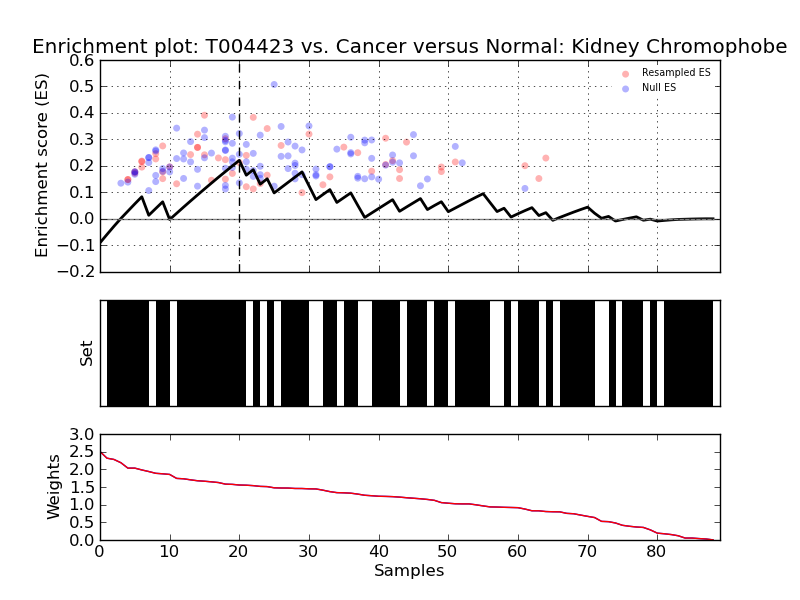 Enrichment plot: T004423 vs. Cancer versus Normal: Kidney Chromophobe
0.6
0.5
0.4
0.3
0.2
0.1
0.0
−0.1
−0.2
Enrichment score (ES)
Resampled ES
Null ES
Set
3.0
2.5
2.0
1.5
1.0
0.5
0.0
Weights
0 10 20 30 40 50 60 70 80
Samples